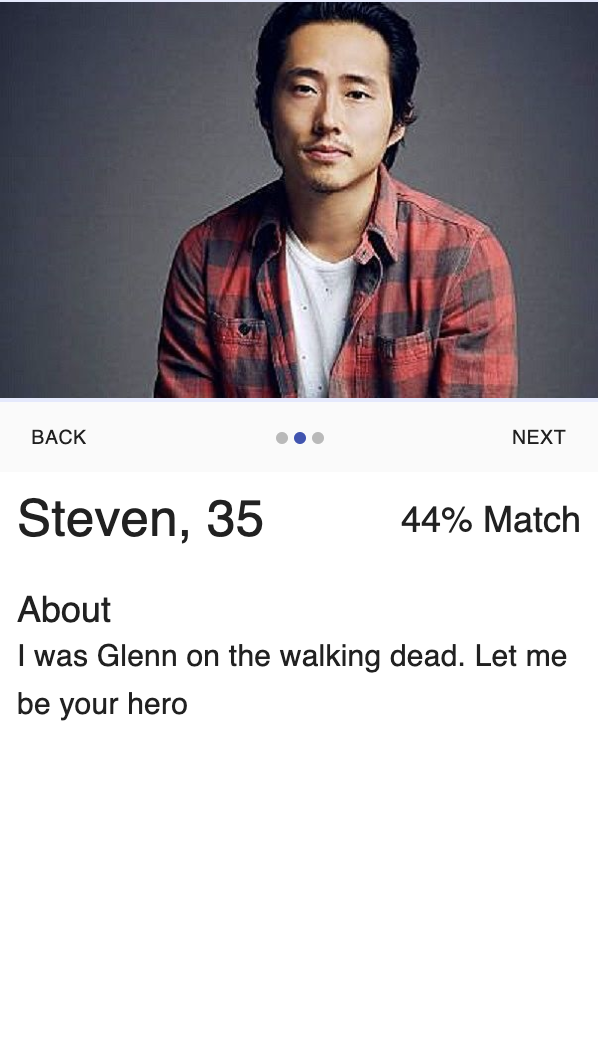 BACK
NEXT
Steven, 35
44% Match
About
I was Glenn on the walking dead. Let me
be your hero